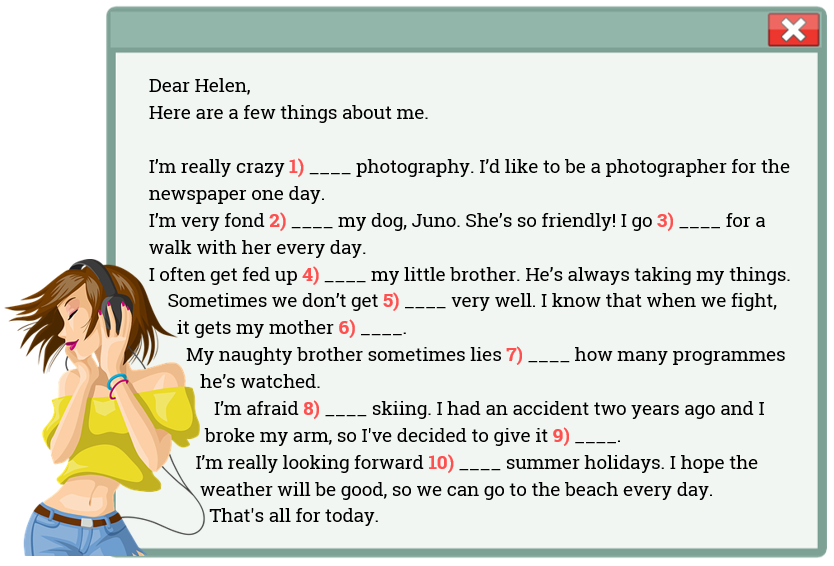 Dear Helen,
Here are a few things about me.
I’m really crazy 1) ____ photography. I’d like to be a photographer for the
newspaper one day.
I’m very fond 2) ____ my dog, Juno. She’s so friendly! I go 3) ____ for a
walk with her every day.
I often get fed up 4) ____ my little brother. He’s always taking my things.
Sometimes we don’t get 5) ____ very well. I know that when we fight,
it gets my mother 6) ____.
My naughty brother sometimes lies 7) ____ how many programmes
he’s watched.
I’m afraid 8) ____ skiing. I had an accident two years ago and I
broke my arm, so I've decided to give it 9) ____.
I’m really looking forward 10) ____ summer holidays. I hope the
weather will be good, so we can go to the beach every day.
That's all for today.